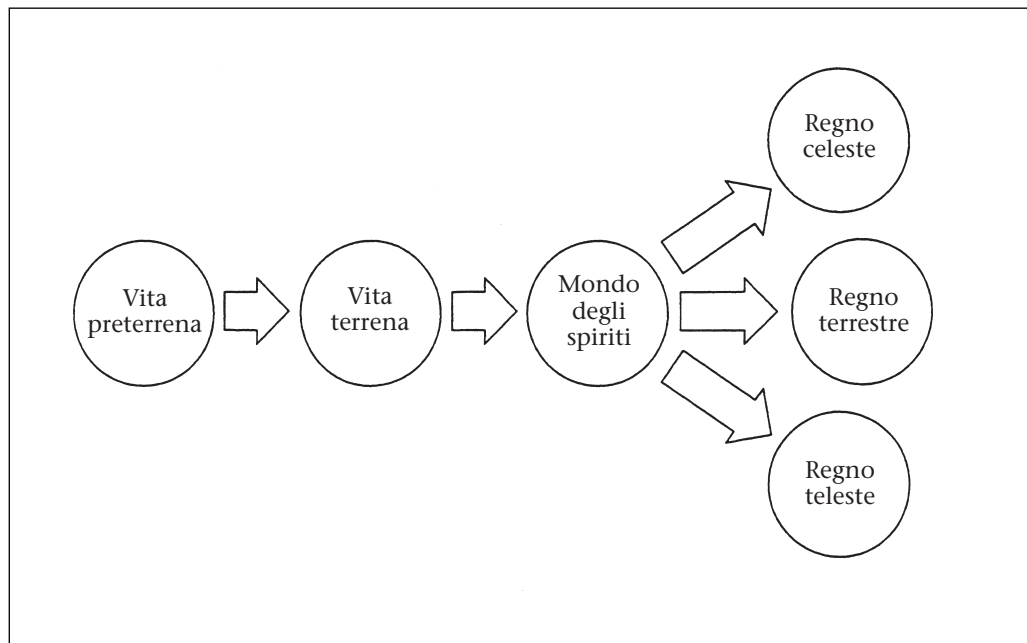 Vita
preterrena
Vita
terrena
Mondo
degli
spiriti
Regno
celeste
Regno
terrestre
Regno
teleste